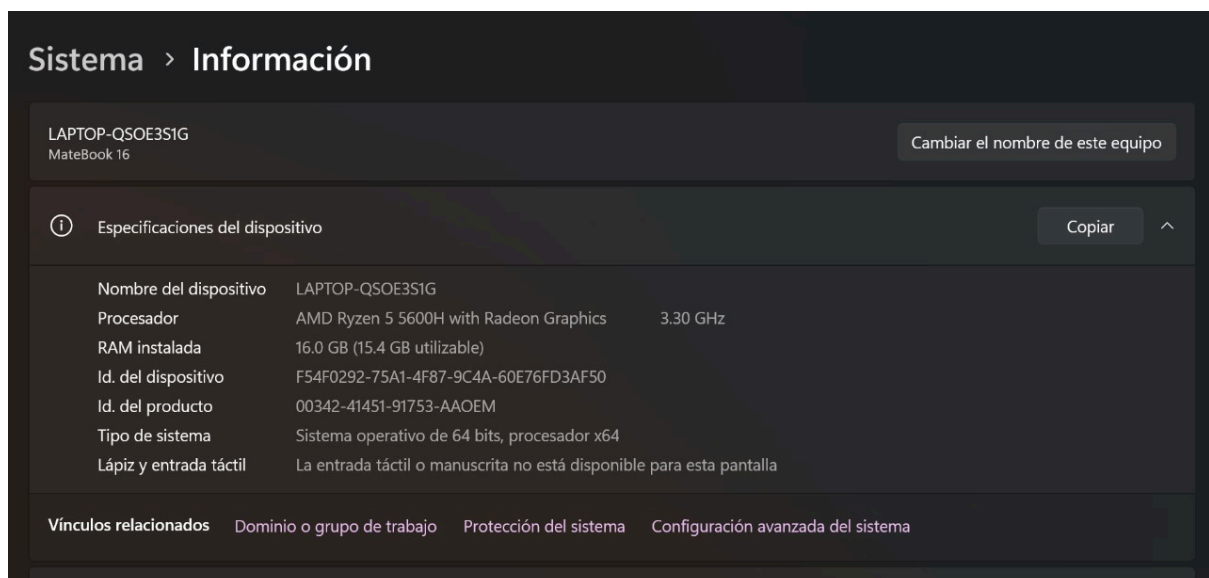 Sistema > Información
LAPTOP-QSOE3S1G
MateBook 16
Cambiar el nombre de este equipo
Especificaciones del dispositivo
Copiar
Nombre del dispositivo LAPTOP-QSOE3S1G
Procesador AMD Ryzen 5 5600H with Radeon Graphics 3.30 GHz
RAM instalada 16.0 GB (15.4 GB utilizable)
Id. del dispositivo F54F0292-75A1-4F87-9C4A-60E76FD3AF50
Id. del producto 00342-41451-91753-AAOEM
Tipo de sistema Sistema operativo de 64 bits, procesador x64
Lápiz y entrada táctil La entrada táctil o manuscrita no está disponible para esta pantalla
Vínculos relacionados Dominio o grupo de trabajo Protección del sistema Configuración avanzada del sistema